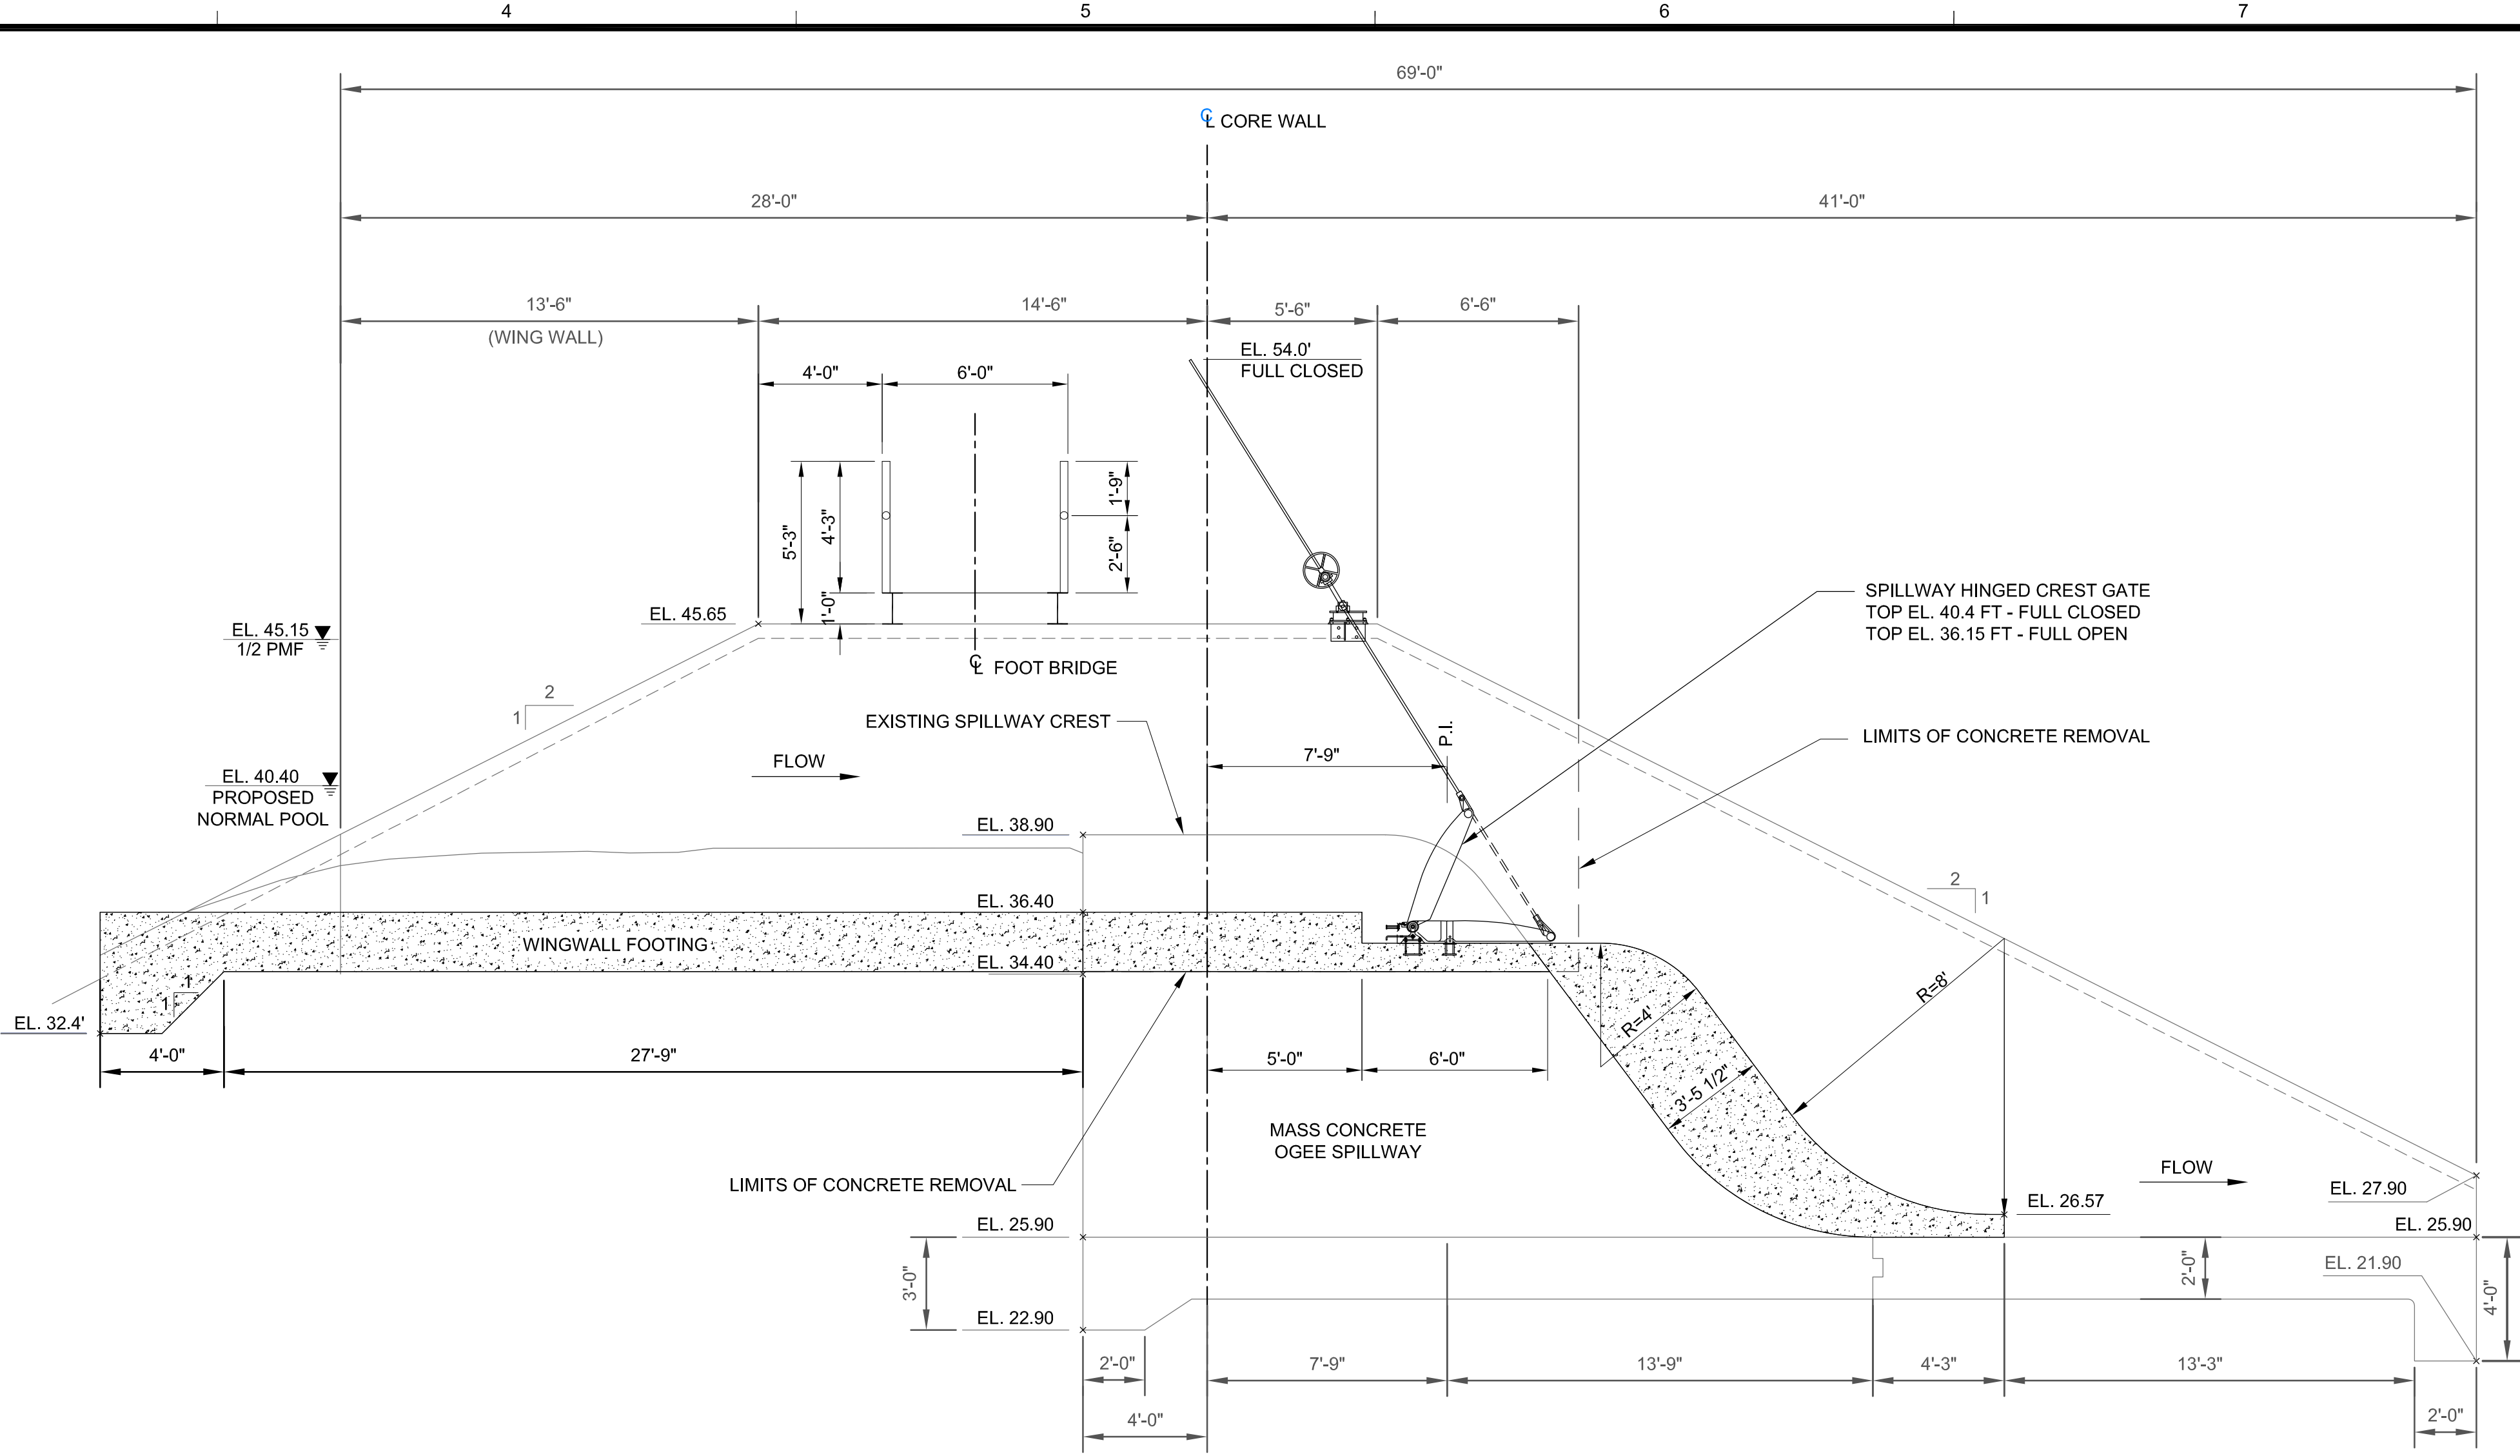 4
5
6
7
69'-0"
℄ CORE WALL
28'-0"
41'-0"
13'-6"
(WING WALL)
14'-6"
5'-6"
6'-6"
EL. 54.0'
FULL CLOSED
4'-0"
6'-0"
5'-3"
4'-3"
1'-0"
1'-9"
2'-6"
EL. 45.65
EL. 45.15
1/2 PMF
℄ FOOT BRIDGE
SPILLWAY HINGED CREST GATE
TOP EL. 40.4 FT - FULL CLOSED
TOP EL. 36.15 FT - FULL OPEN
2
1
EXISTING SPILLWAY CREST
P.I.
LIMITS OF CONCRETE REMOVAL
FLOW
7'-9"
EL. 40.40
PROPOSED
NORMAL POOL
EL. 38.90
2
1
EL. 36.40
WINGWALL FOOTING
EL. 34.40
1
1
R=8'
R=4'
EL. 32.4'
4'-0"
27'-9"
5'-0"
6'-0"
3'-5 1/2"
MASS CONCRETE
OGEE SPILLWAY
LIMITS OF CONCRETE REMOVAL
FLOW
EL. 27.90
EL. 26.57
EL. 25.90
EL. 25.90
3'-0"
2'-0"
EL. 21.90
4'-0"
EL. 22.90
2'-0"
7'-9"
13'-9"
4'-3"
13'-3"
4'-0"
2'-0"